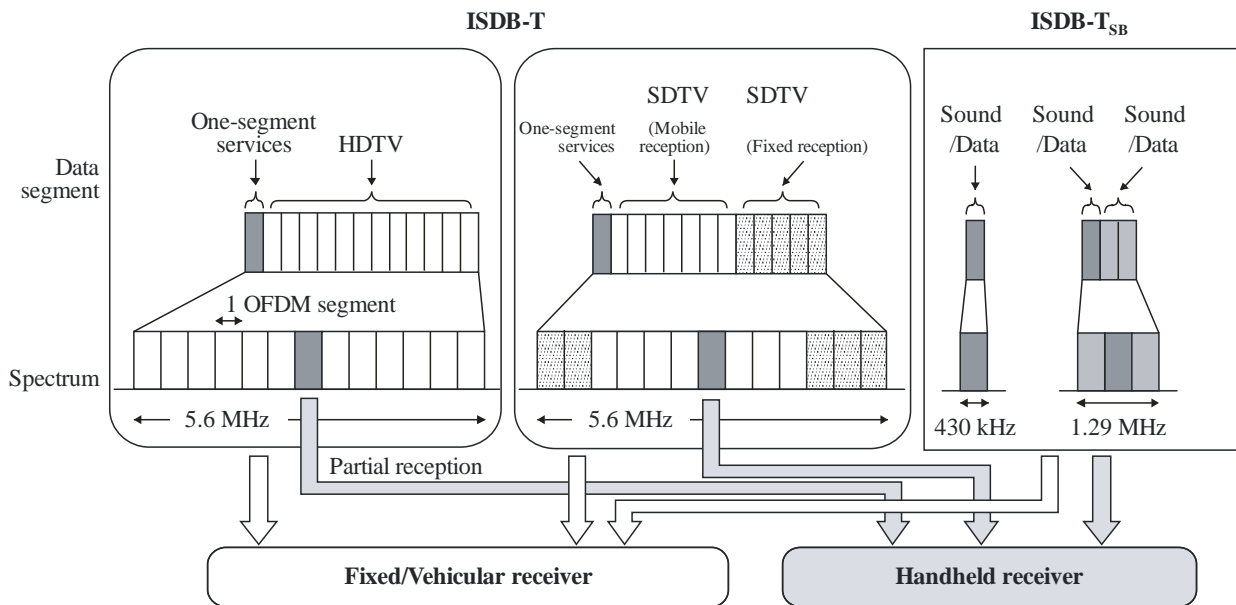 ISDB-T
ISDB-T_SB
One-segment
services
HDTV
SDTV
(Mobile
reception)
SDTV
(Fixed reception)
One-segment
services
Sound
/Data
Sound
/Data
Sound
/Data
Data
segment
1 OFDM segment
Spectrum
5.6 MHz
5.6 MHz
430 kHz
1.29 MHz
Partial reception
Fixed/Vehicular receiver
Handheld receiver